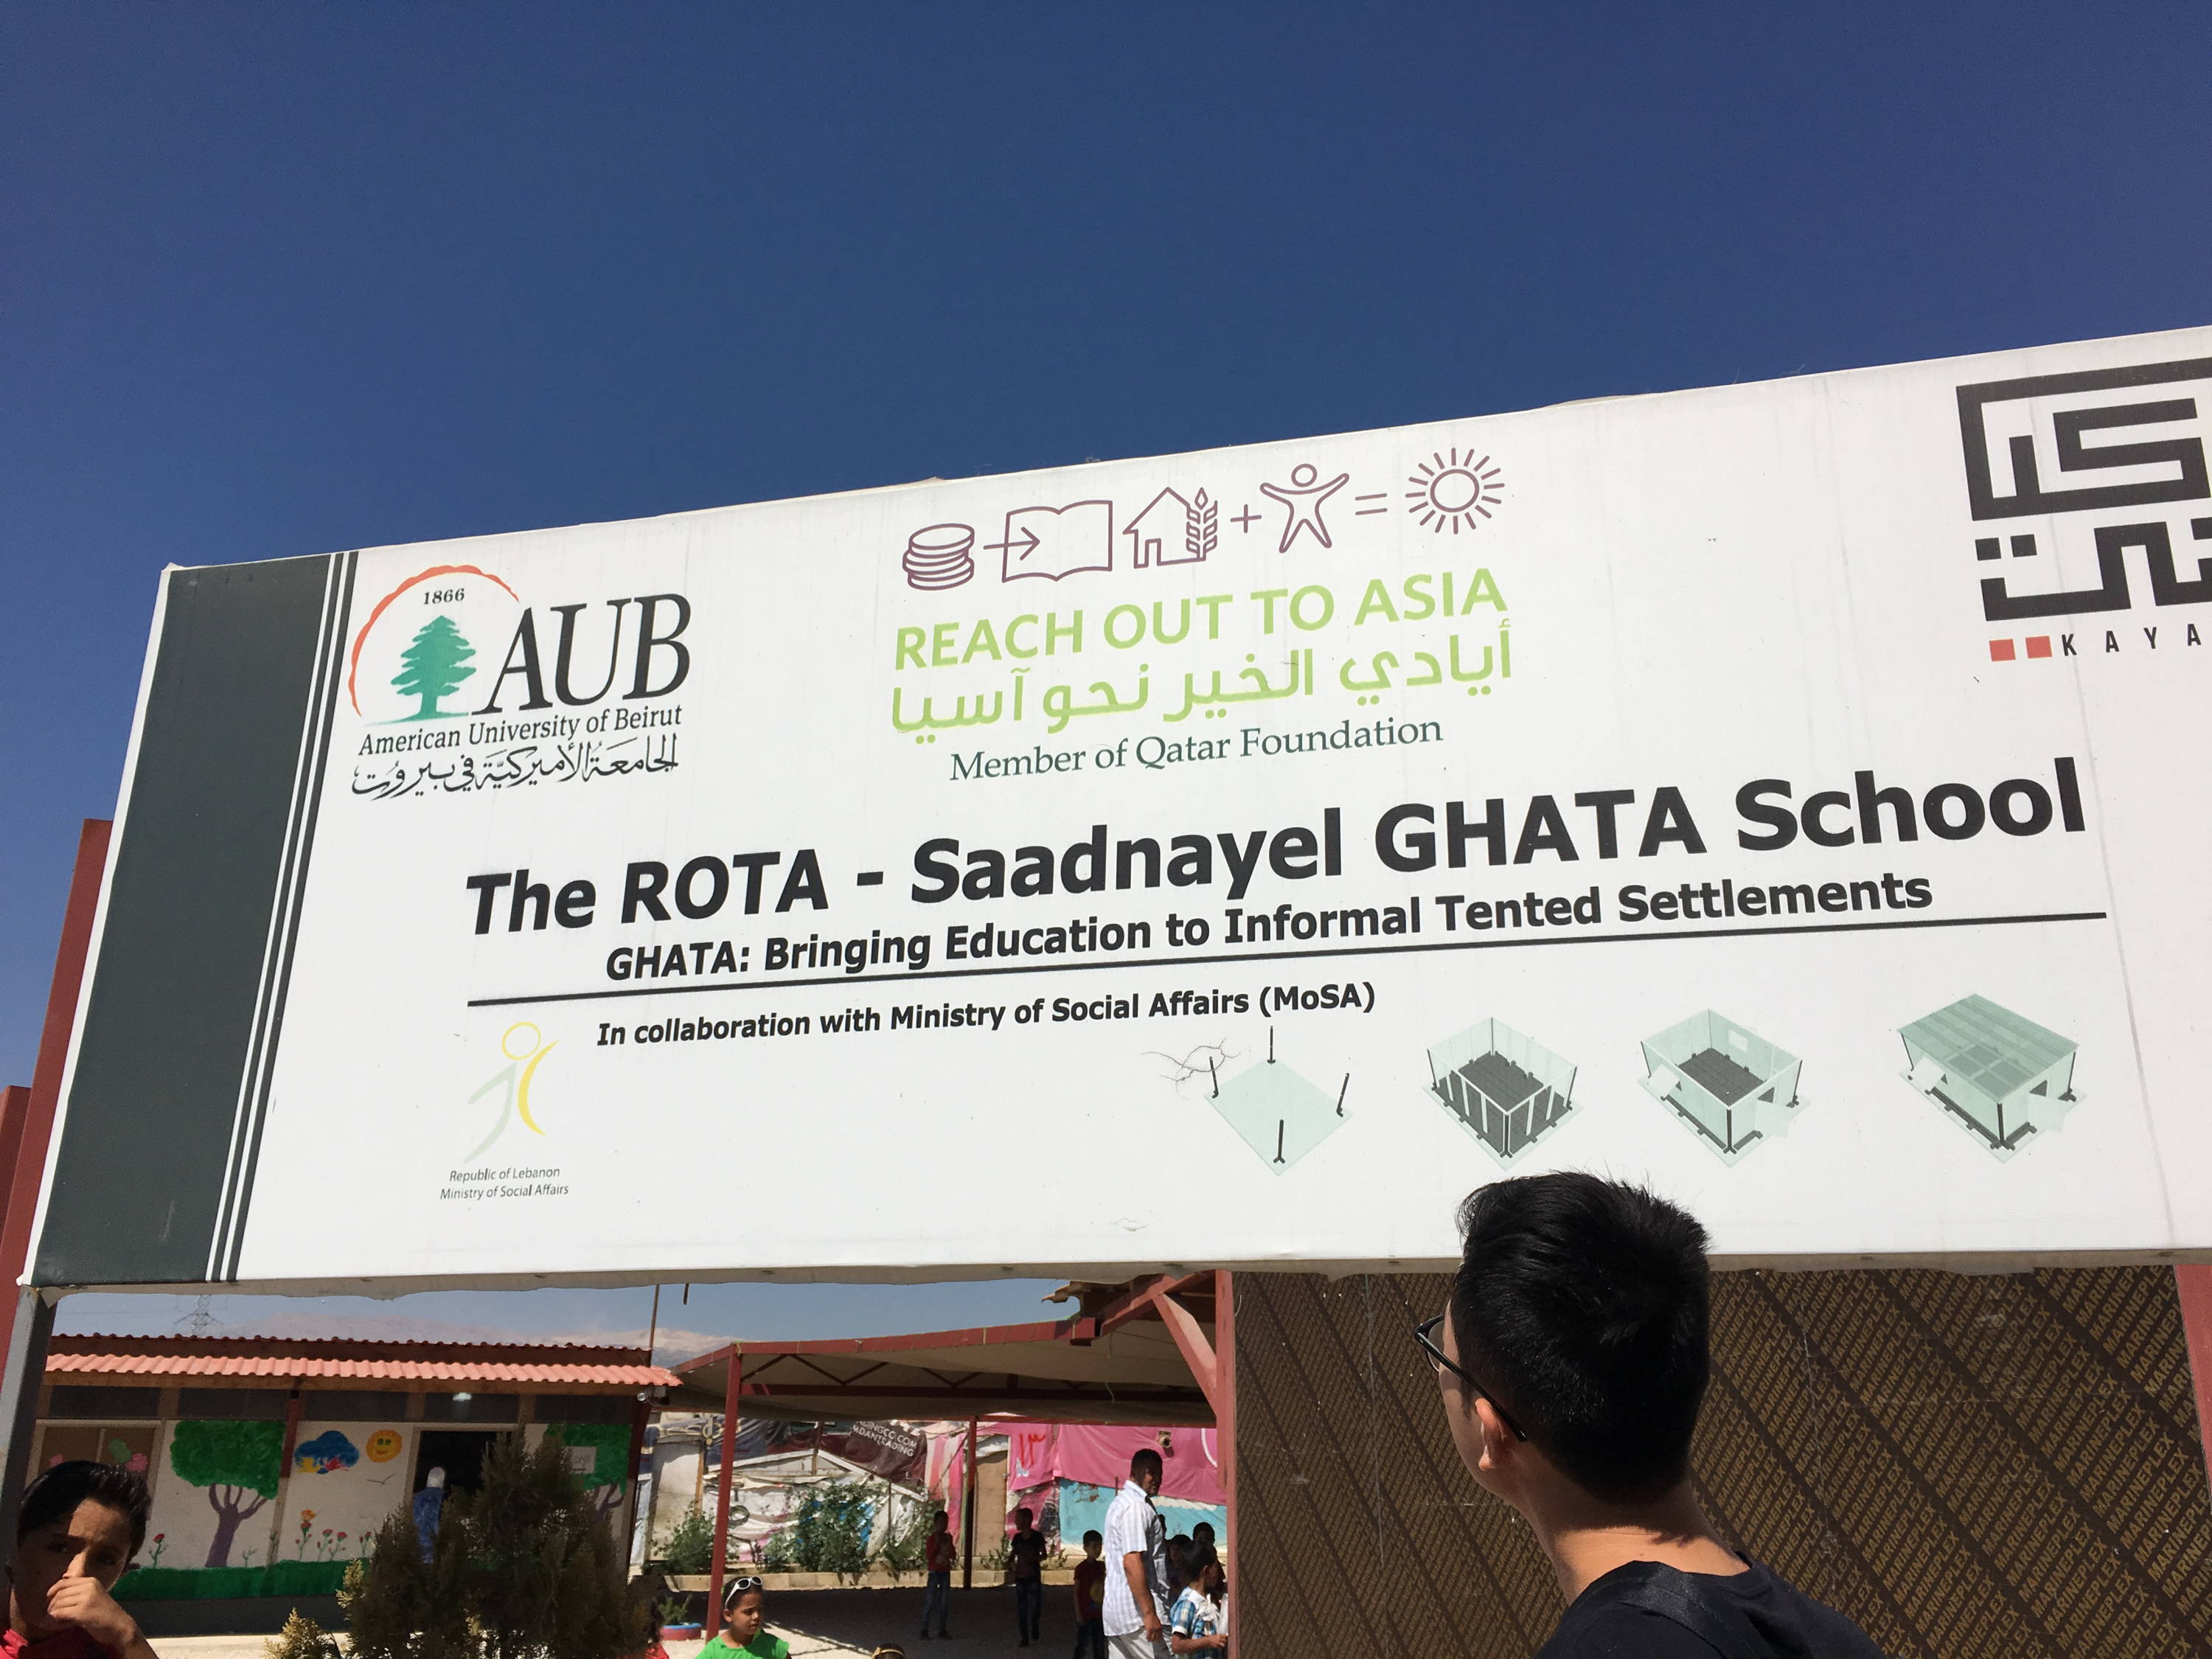 1866
AUB
American University of Beirut
الجامعة الأميركية في بيروت
REACH OUT TO ASIA
أيادي الخير نحو آسيا
Member of Qatar Foundation
KAYA
The ROTA - Saadnayel GHATA School
GHATA: Bringing Education to Informal Tented Settlements
In collaboration with Ministry of Social Affairs (MoSA)
Republic of Lebanon
Ministry of Social Affairs
MARINEPLEX